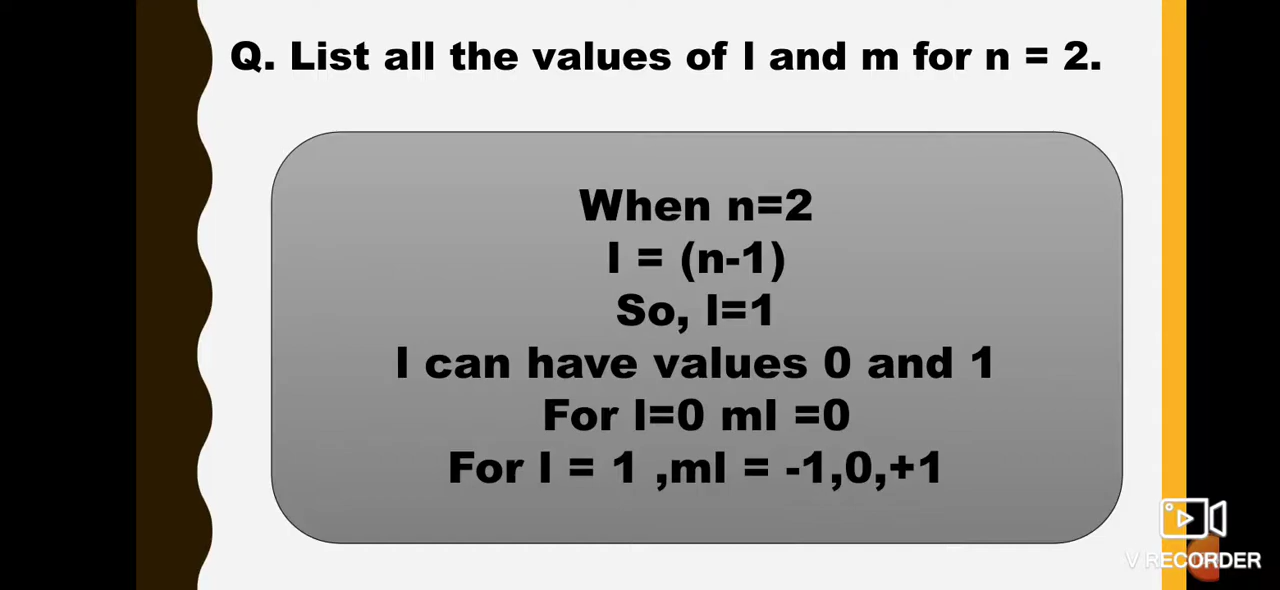 Q. List all the values of l and m for n = 2.
When n=2
l = (n-1)
So, l=1
l can have values 0 and 1
For l=0 ml =0
For l = 1 ,ml = -1,0,+1
V RECORDER